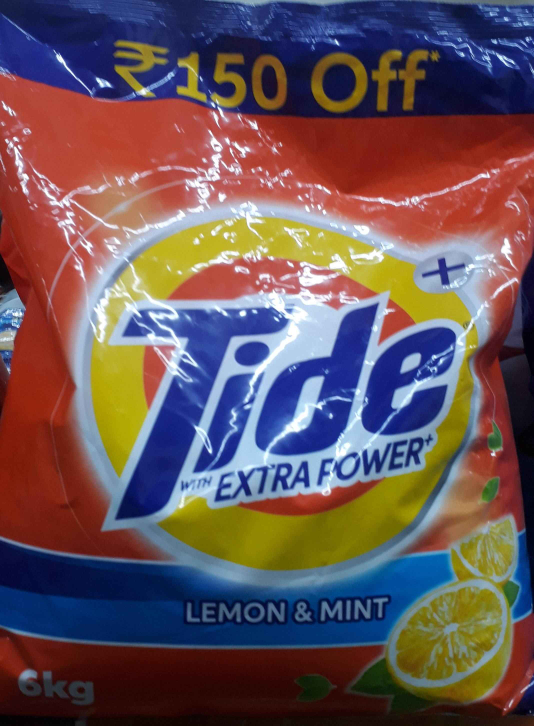 ₹150 Off*
+
Tide
WITH EXTRA POWER+
LEMON & MINT
6kg